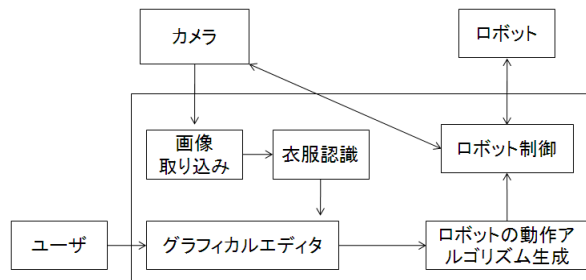 カメラ
ロボット
画像
取り込み
衣服認識
ロボット制御
ユーザ
グラフィカルエディタ
ロボットの動作ア
ルゴリズム生成